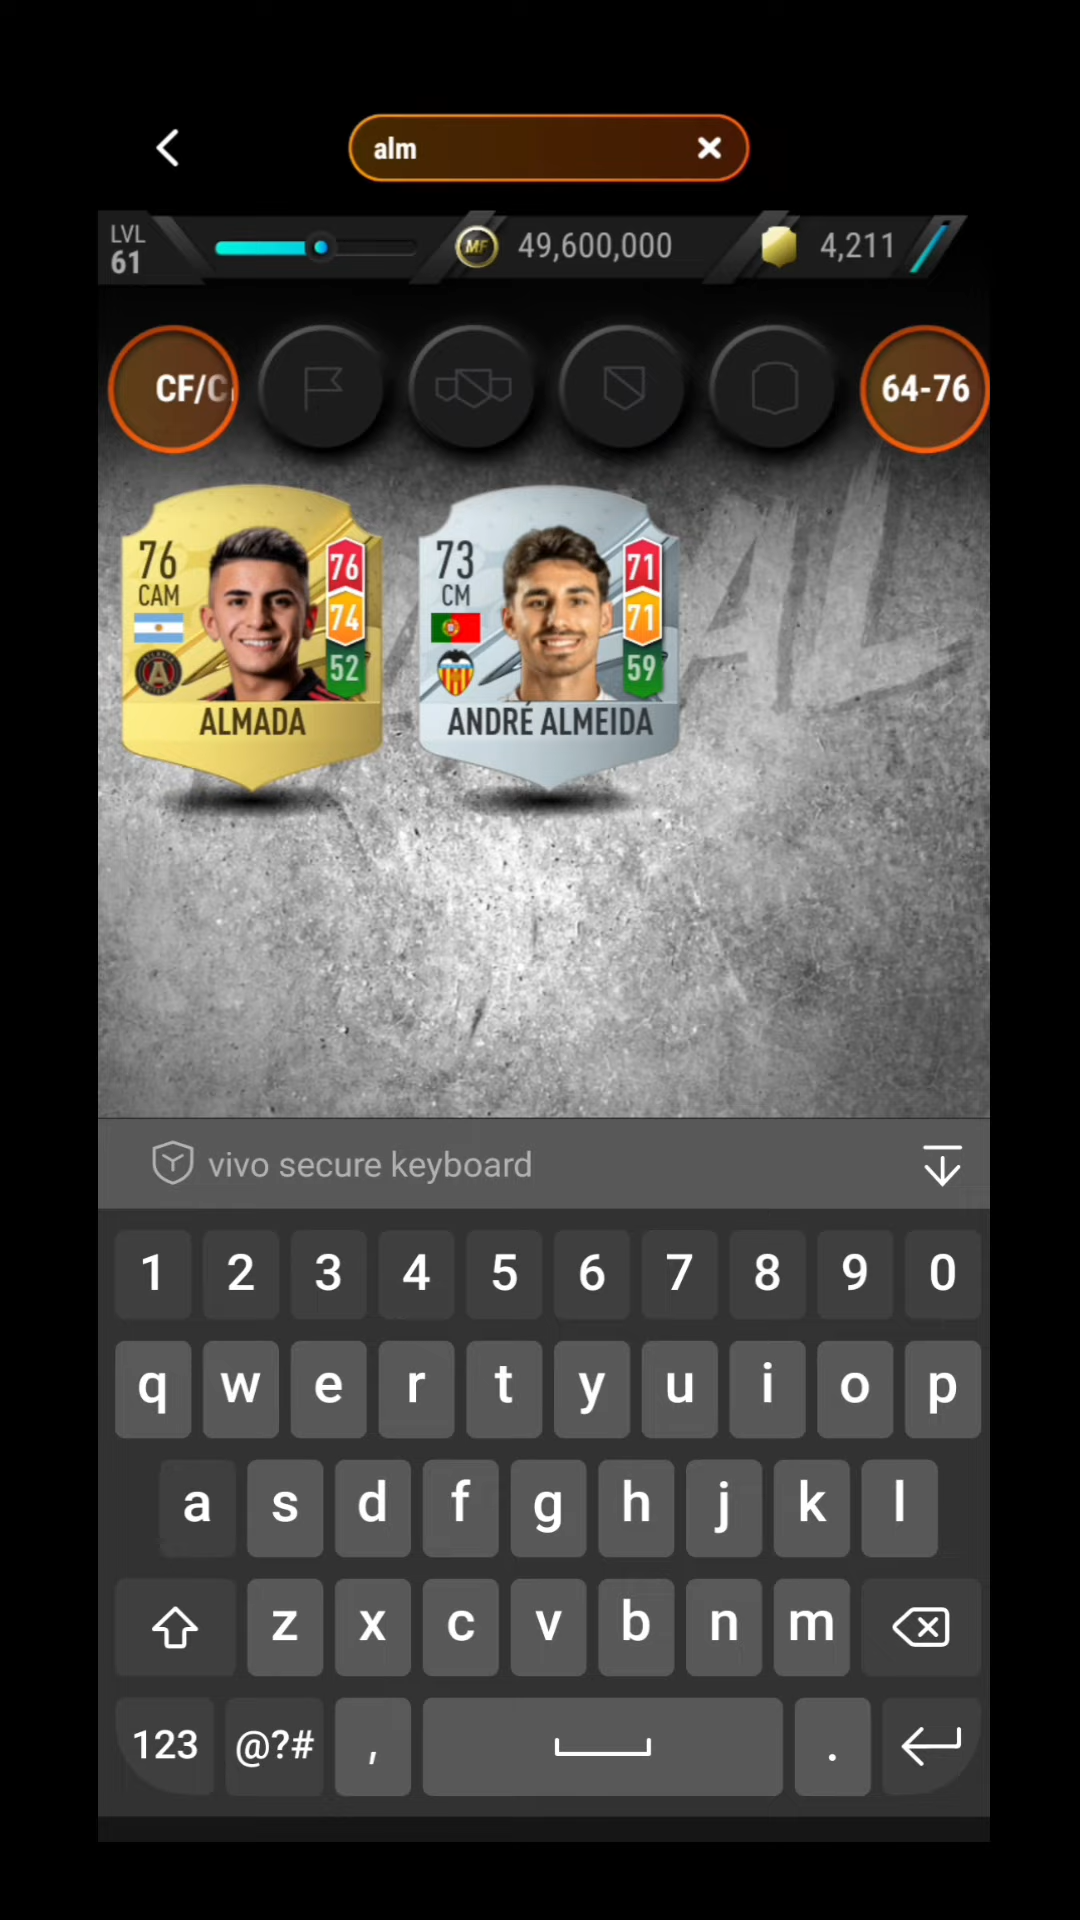 alm
LVL
61
MF
49,600,000
4,211
CF/C
64-76
76
CAM
76
74
52
ALMADA
73
CM
71
71
59
ANDRÉ ALMEIDA
vivo secure keyboard
1 2 3 4 5 6 7 8 9 0
q w e r t y u i o p
a s d f g h j k l
z x c v b n m
123 @?# , .